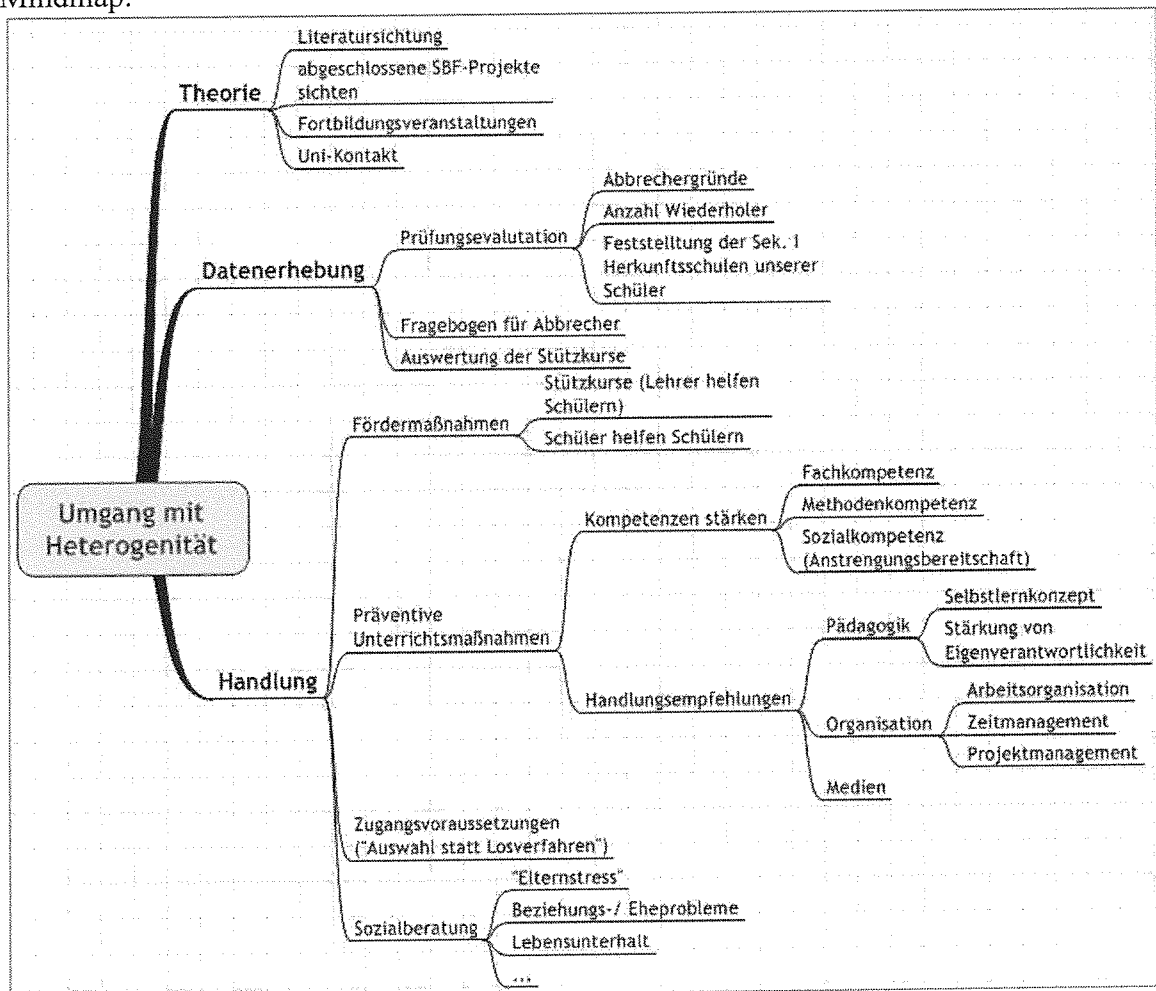 Mindmap:
Theorie
Literatursichtung
abgeschlossene SBF-Projekte
sichten
Fortbildungsveranstaltungen
Uni-Kontakt
Datenerhebung
Prüfungsevalutation
Abbrechergründe
Anzahl Wiederholer
Feststelltung der Sek. I
Herkunftsschulen unserer
Schüler
Fragebogen für Abbrecher
Auswertung der Stützkurse
Umgang mit
Heterogenität
Handlung
Fördermaßnahmen
Stützkurse (Lehrer helfen
Schülern)
Schüler helfen Schülern
Präventive
Unterrichtsmaßnahmen
Kompetenzen stärken
Fachkompetenz
Methodenkompetenz
Sozialkompetenz
(Anstrengungsbereitschaft)
Handlungsempfehlungen
Pädagogik
Selbstlernkonzept
Stärkung von
Eigenverantwortlichkeit
Organisation
Arbeitsorganisation
Zeitmanagement
Projektmanagement
Medien
Zugangsvoraussetzungen
("Auswahl statt Losverfahren")
Sozialberatung
"Elternstress"
Beziehungs-/ Eheprobleme
Lebensunterhalt
...